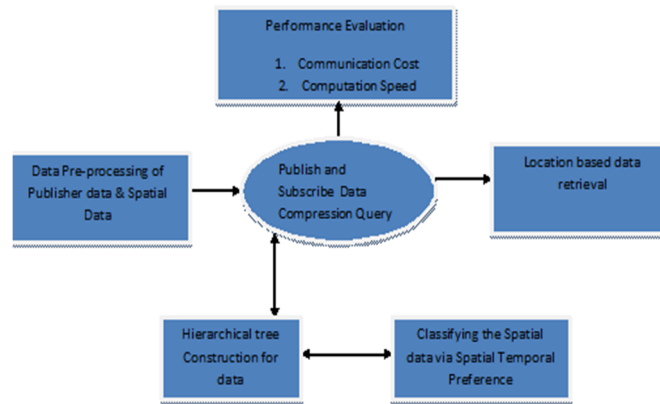 Performance Evaluation
1. Communication Cost
2. Computation Speed
Data Pre-processing of
Publisher data & Spatial
Data
Publish and
Subscribe Data
Compression Query
Location based data
retrieval
Hierarchical tree
Construction for
data
Classifying the Spatial
data via Spatial Temporal
Preference